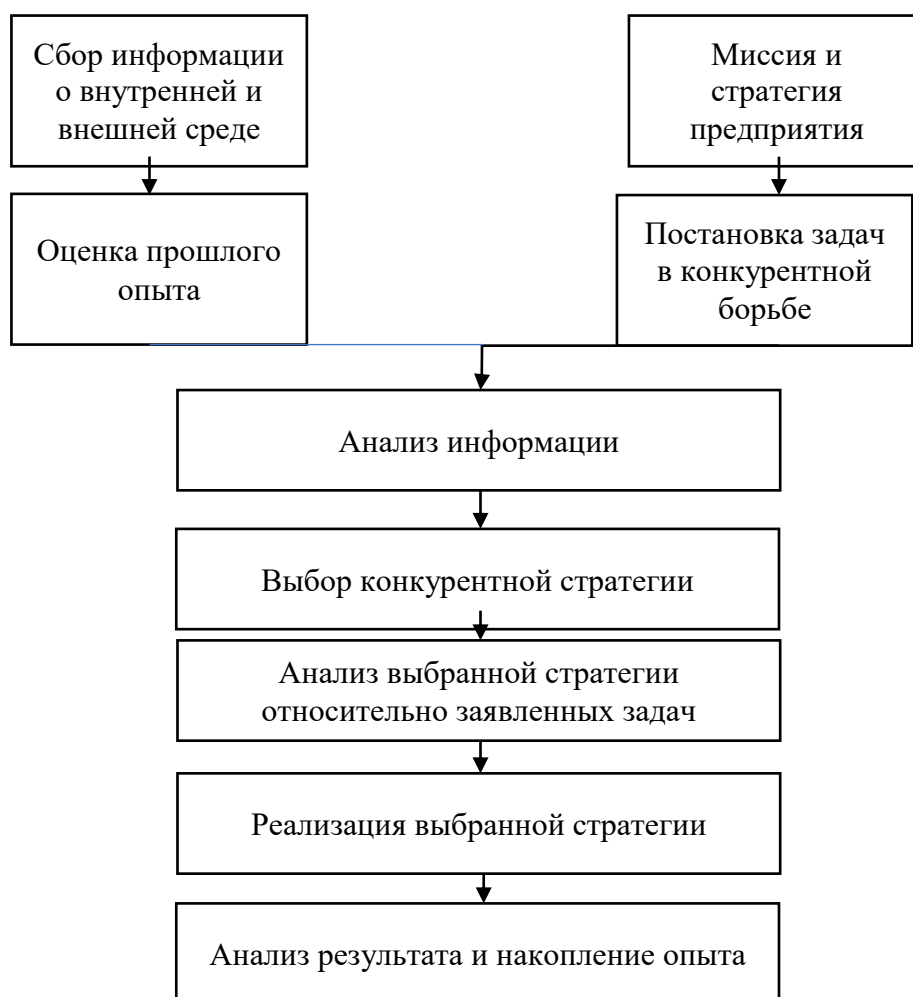 Сбор информации
о внутренней и
внешней среде
Миссия и
стратегия
предприятия
Оценка прошлого
опыта
Постановка задач
в конкурентной
борьбе
Анализ информации
Выбор конкурентной стратегии
Анализ выбранной стратегии
относительно заявленных задач
Реализация выбранной стратегии
Анализ результата и накопление опыта